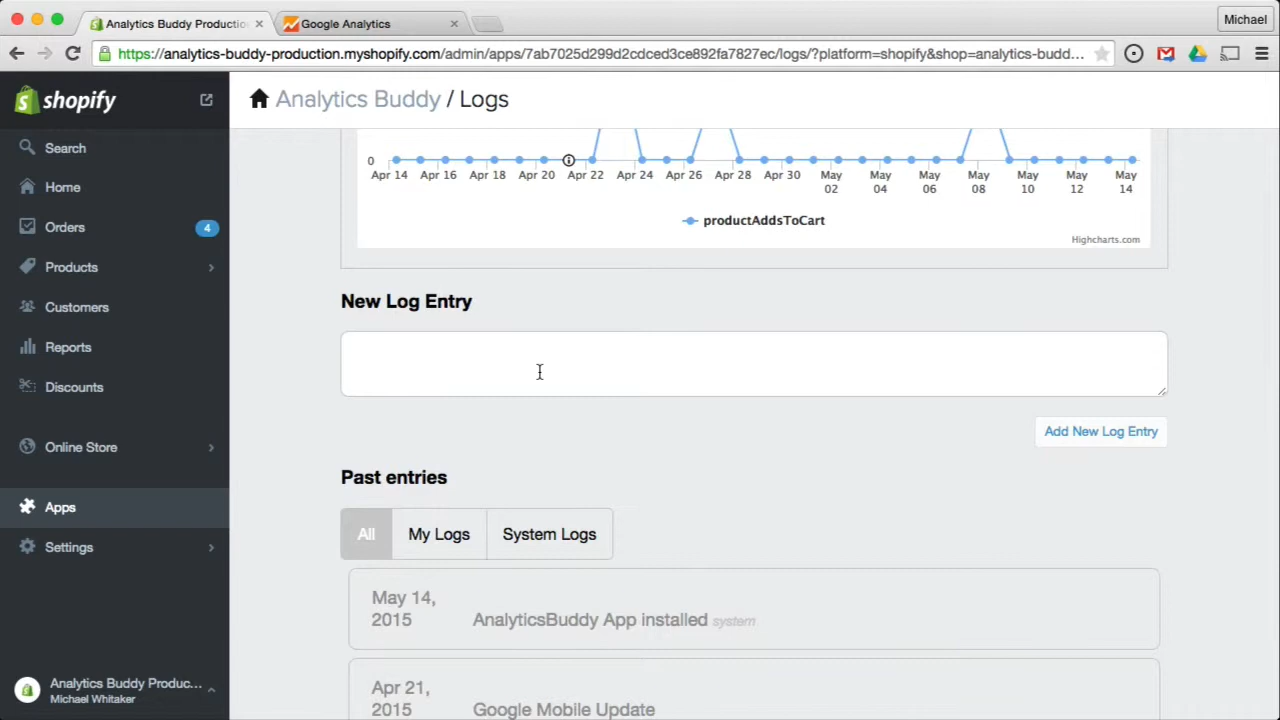 Analytics Buddy Productio
Google Analytics
Michael
https://analytics-buddy-production.myshopify.com/admin/apps/7ab7025d299d2cdced3ce892fa7827ec/logs/?platform=shopify&shop=analytics-budd...
shopify
Analytics Buddy / Logs
Search
Home
Orders
4
Products
Customers
Reports
Discounts
Online Store
Apps
Settings
Analytics Buddy Produc...
Michael Whitaker
0
Apr 14
Apr 16
Apr 18
Apr 20
Apr 22
Apr 24
Apr 26
Apr 28
Apr 30
May 02
May 04
May 06
May 08
May 10
May 12
May 14
productAddsToCart
Highcharts.com
New Log Entry
Add New Log Entry
Past entries
All
My Logs
System Logs
May 14,
2015
AnalyticsBuddy App installed system
Apr 21,
2015
Google Mobile Update